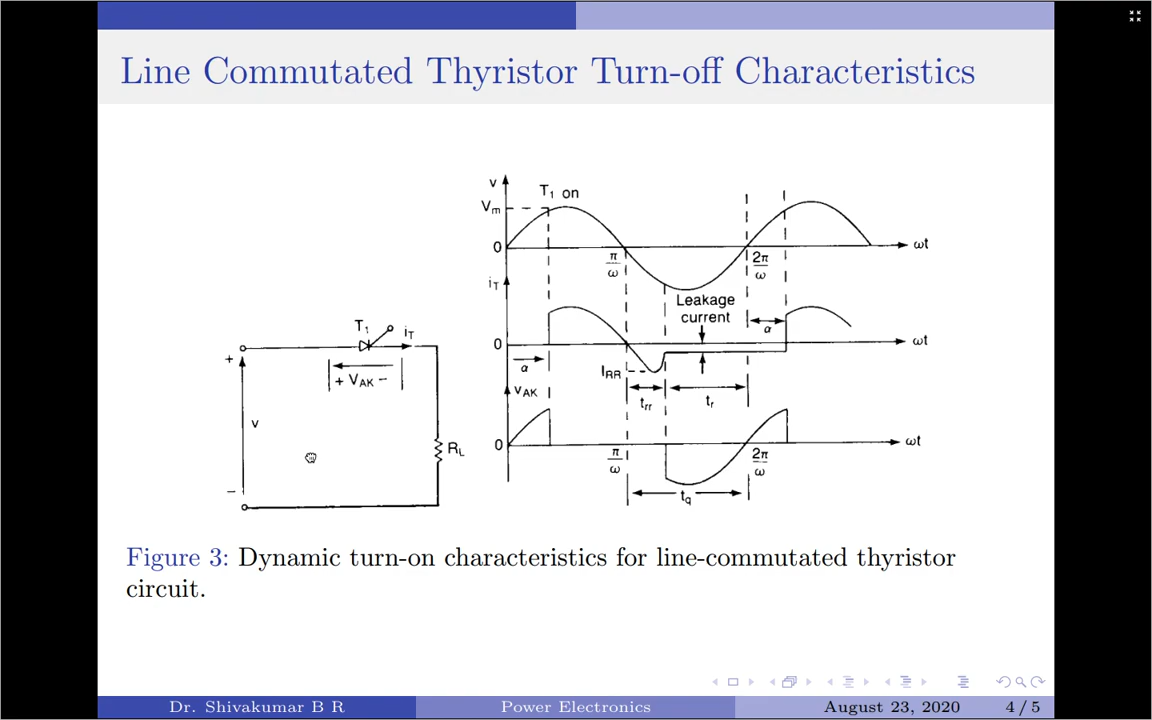 Line Commutated Thyristor Turn-off Characteristics
v
T₁ on
Vₘ
0
ωt
π/ω
2π/ω
iT
Leakage
current
α
0
ωt
α
IRR
trr
tr
vAK
0
ωt
π/ω
2π/ω
tq
T₁
iT
+
+ VAK −
v
RL
−
Figure 3: Dynamic turn-on characteristics for line-commutated thyristor
circuit.
Dr. Shivakumar B R
Power Electronics
August 23, 2020
4 / 5